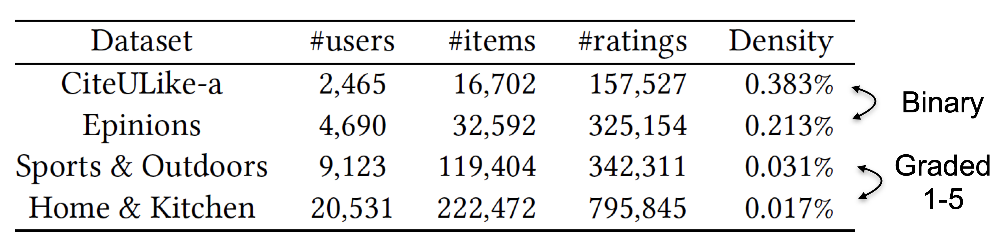 Dataset #users #items #ratings Density
CiteULike-a 2,465 16,702 157,527 0.383%
Binary
Epinions 4,690 32,592 325,154 0.213%
Sports & Outdoors 9,123 119,404 342,311 0.031%
Graded
1-5
Home & Kitchen 20,531 222,472 795,845 0.017%